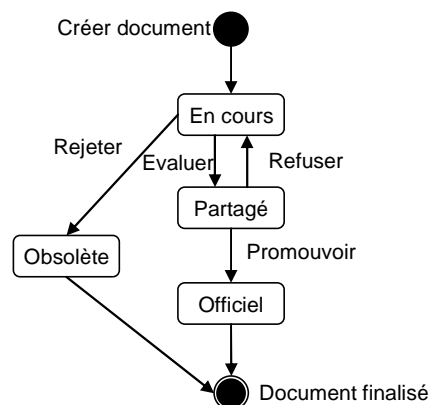 Créer document
En cours
Rejeter
Evaluer
Refuser
Partagé
Obsolète
Promouvoir
Officiel
Document finalisé